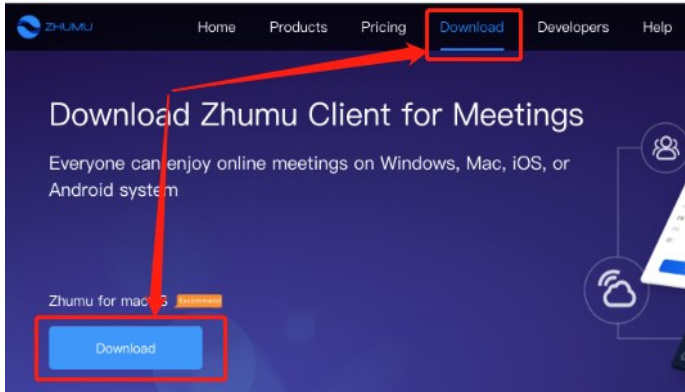 ZHUMU Home Products Pricing Download Developers Help
Download Zhumu Client for Meetings
Everyone can enjoy online meetings on Windows, Mac, iOS, or
Android system
Zhumu for macOS Recommend
Download